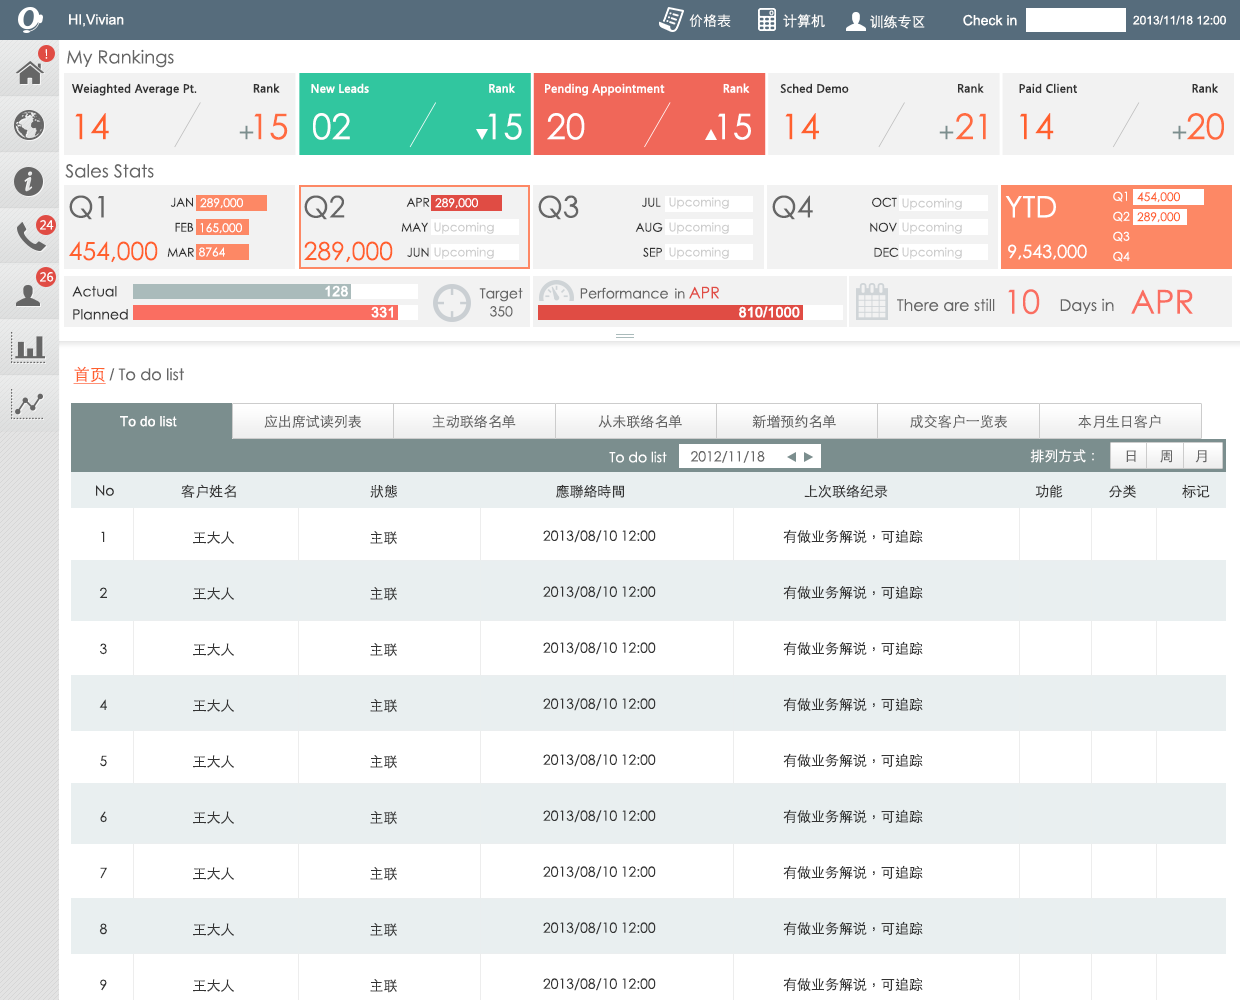 HI,Vivian
价格表
计算机
训练专区
Check in
2013/11/18 12:00
!
24
26
My Rankings
Weiaghted Average Pt. Rank
14 +15
New Leads Rank
02 ▼15
Pending Appointment Rank
20 ▲15
Sched Demo Rank
14 +21
Paid Client Rank
14 +20
Sales Stats
Q1
454,000
JAN 289,000
FEB 165,000
MAR 8764
Q2
289,000
APR 289,000
MAY Upcoming
JUN Upcoming
Q3
JUL Upcoming
AUG Upcoming
SEP Upcoming
Q4
OCT Upcoming
NOV Upcoming
DEC Upcoming
YTD
9,543,000
Q1 454,000
Q2 289,000
Q3
Q4
Actual 128
Planned 331
Target
350
Performance in APR
810/1000
There are still 10 Days in APR
首页 / To do list
To do list 应出席试读列表 主动联络名单 从未联络名单 新增预约名单 成交客户一览表 本月生日客户
To do list 2012/11/18 ◀ ▶ 排列方式： 日 周 月
No 客户姓名 狀態 應聯絡時間 上次联络纪录 功能 分类 标记
1 王大人 主联 2013/08/10 12:00 有做业务解说，可追踪
2 王大人 主联 2013/08/10 12:00 有做业务解说，可追踪
3 王大人 主联 2013/08/10 12:00 有做业务解说，可追踪
4 王大人 主联 2013/08/10 12:00 有做业务解说，可追踪
5 王大人 主联 2013/08/10 12:00 有做业务解说，可追踪
6 王大人 主联 2013/08/10 12:00 有做业务解说，可追踪
7 王大人 主联 2013/08/10 12:00 有做业务解说，可追踪
8 王大人 主联 2013/08/10 12:00 有做业务解说，可追踪
9 王大人 主联 2013/08/10 12:00 有做业务解说，可追踪